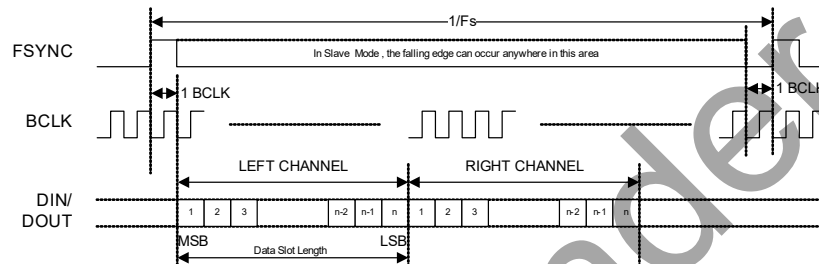 1/Fs
FSYNC
In Slave Mode , the falling edge can occur anywhere in this area
1 BCLK
1 BCLK
BCLK
LEFT CHANNEL
RIGHT CHANNEL
DIN/
DOUT
1 2 3 n-2 n-1 n 1 2 3 n-2 n-1 n
MSB
LSB
Data Slot Length